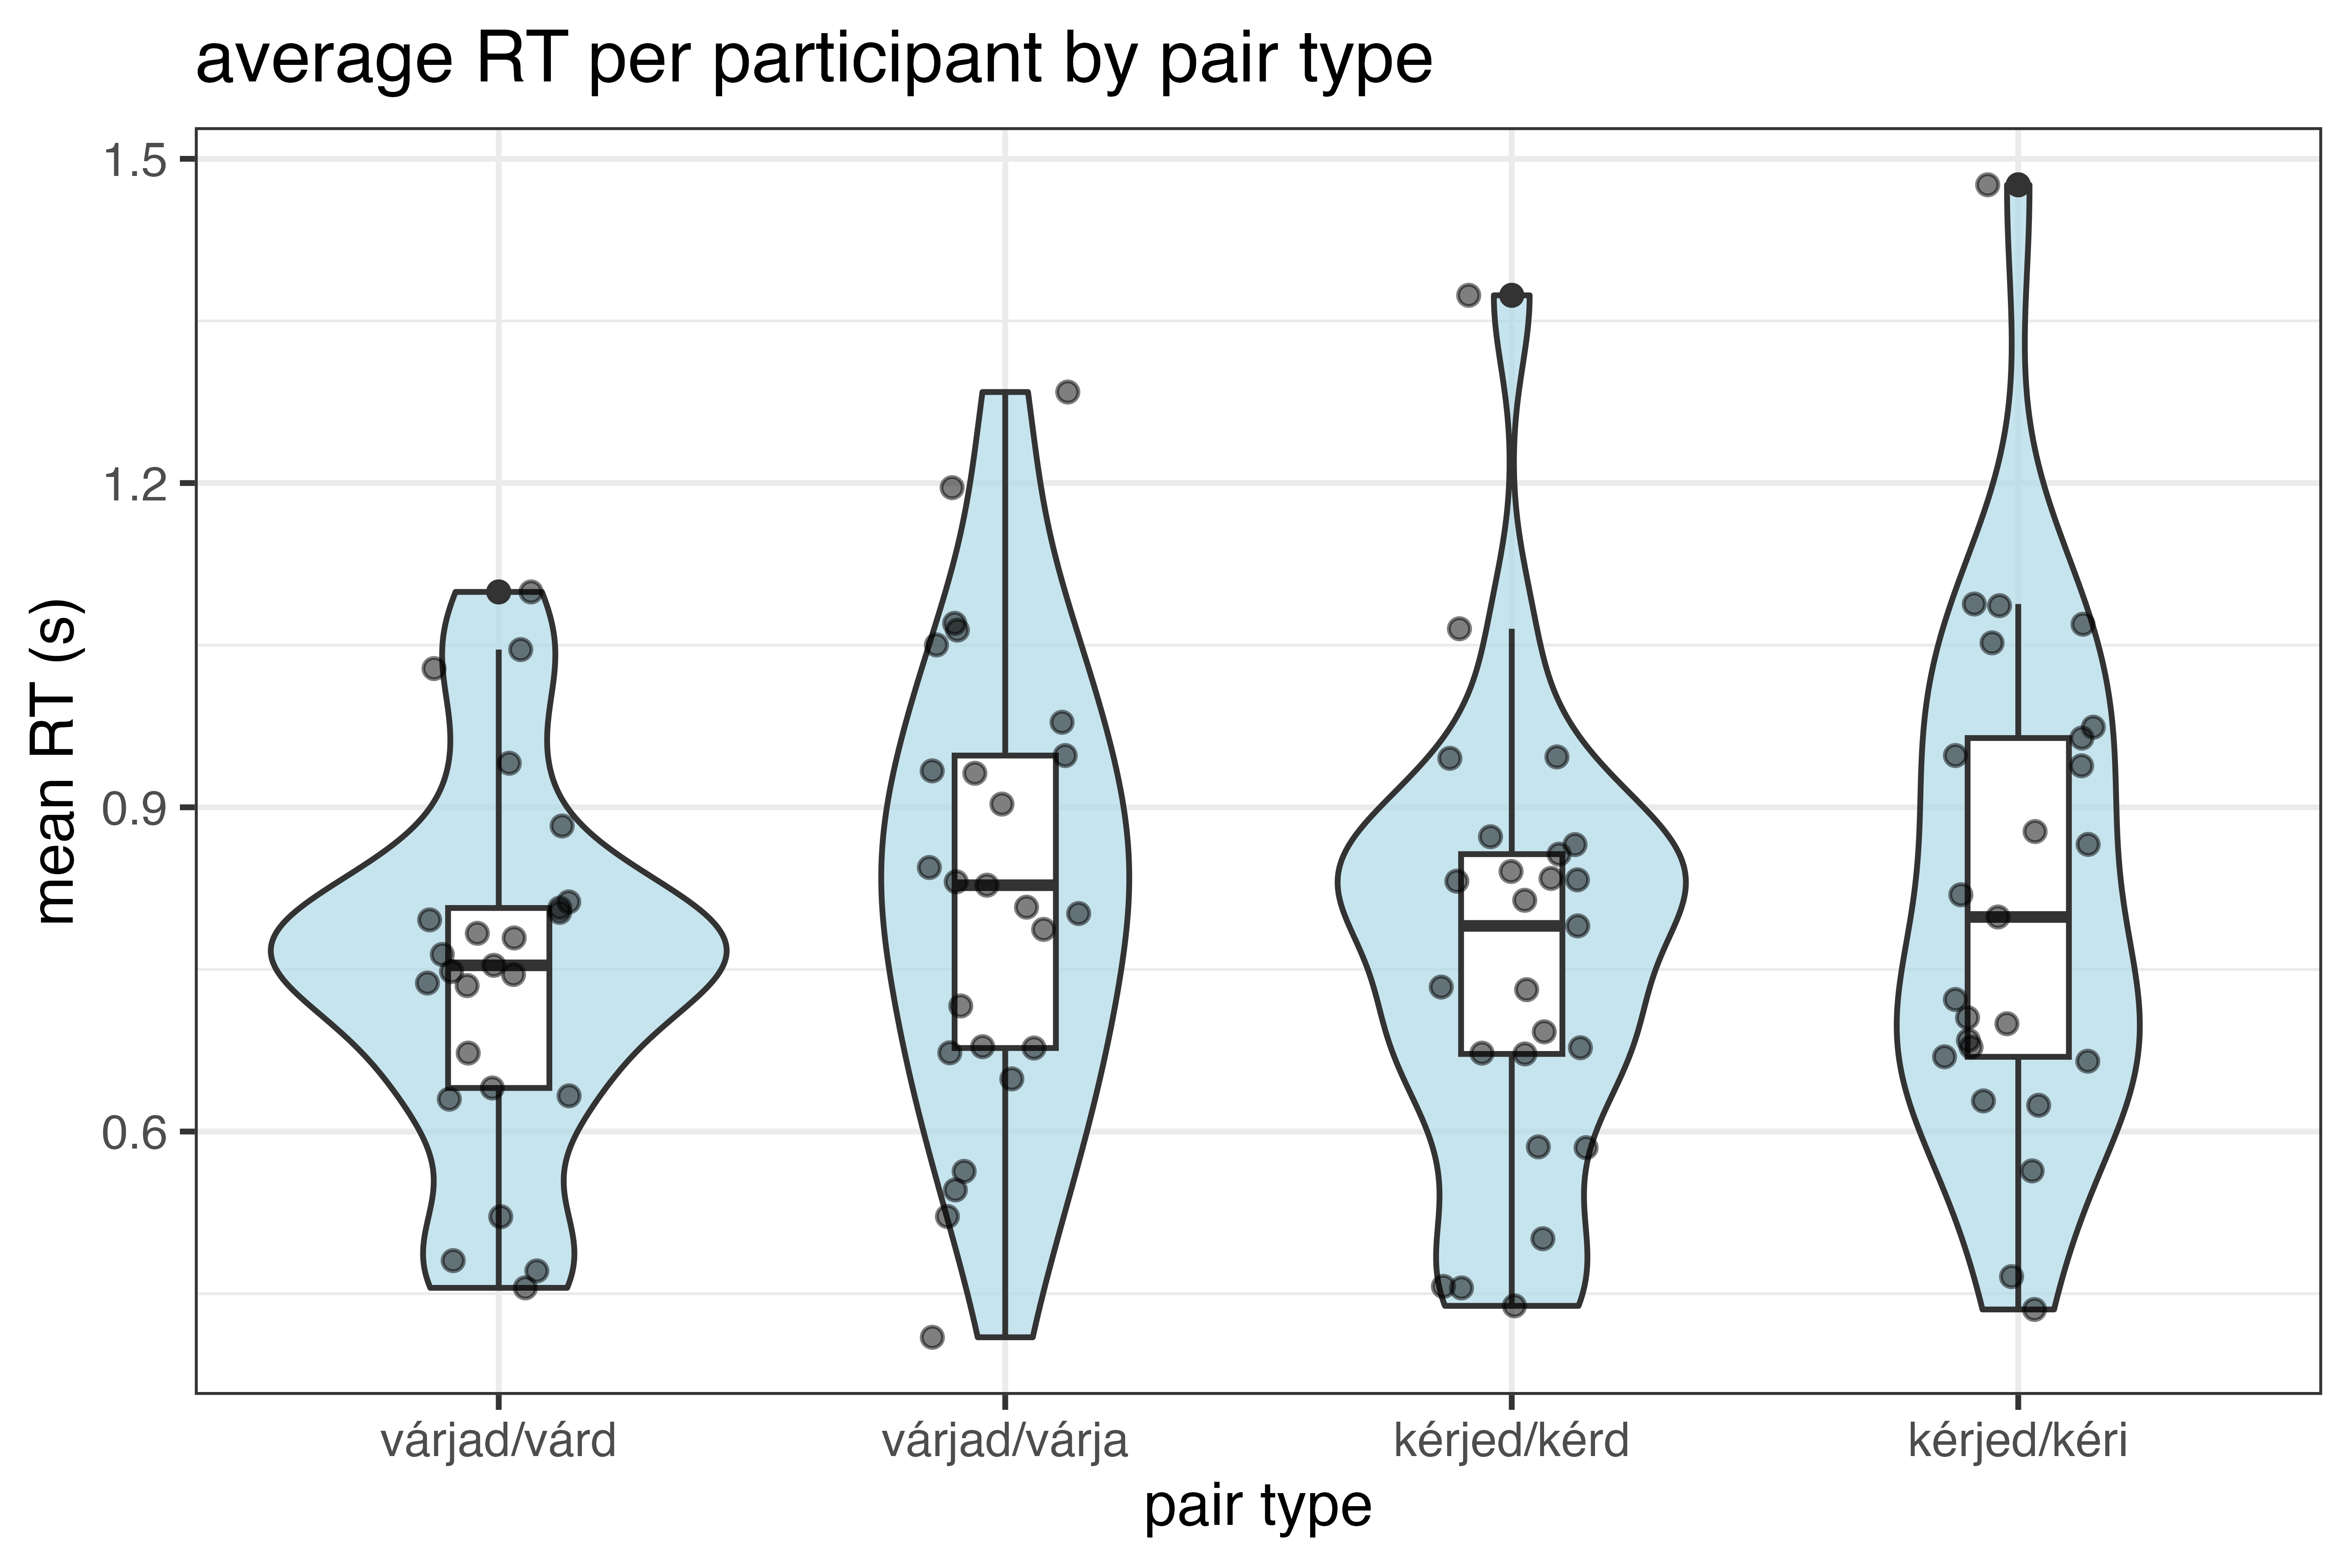 average RT per participant by pair type
mean RT (s)
1.5
1.2
0.9
0.6
várjad/várd
várjad/várja
kérjed/kérd
kérjed/kéri
pair type